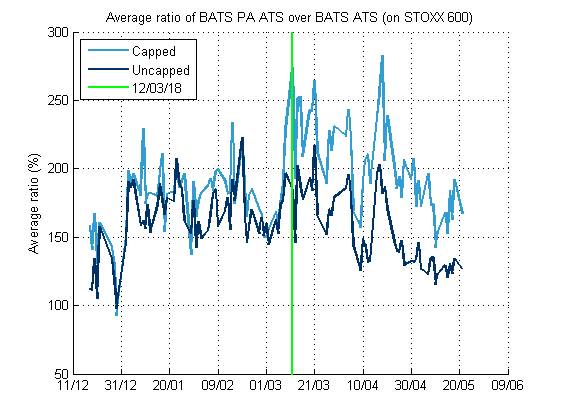 Average ratio of BATS PA ATS over BATS ATS (on STOXX 600)
300
Capped
Uncapped
12/03/18
250
200
150
100
50
Average ratio (%)
11/12 31/12 20/01 09/02 01/03 21/03 10/04 30/04 20/05 09/06